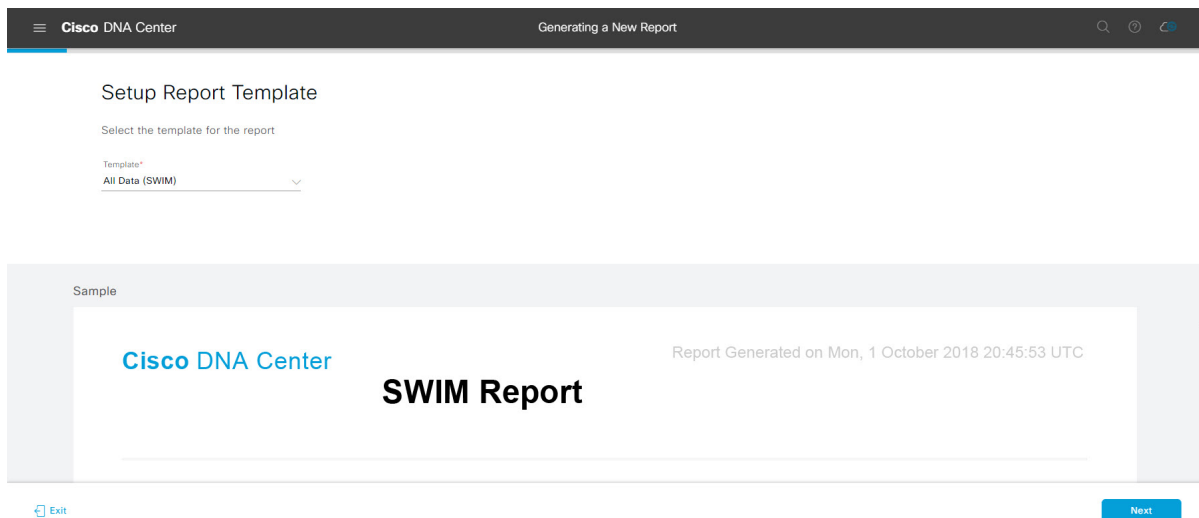 Cisco DNA Center
Generating a New Report
Setup Report Template
Select the template for the report
Template*
All Data (SWIM)
Sample
Cisco DNA Center
Report Generated on Mon, 1 October 2018 20:45:53 UTC
SWIM Report
Exit
Next